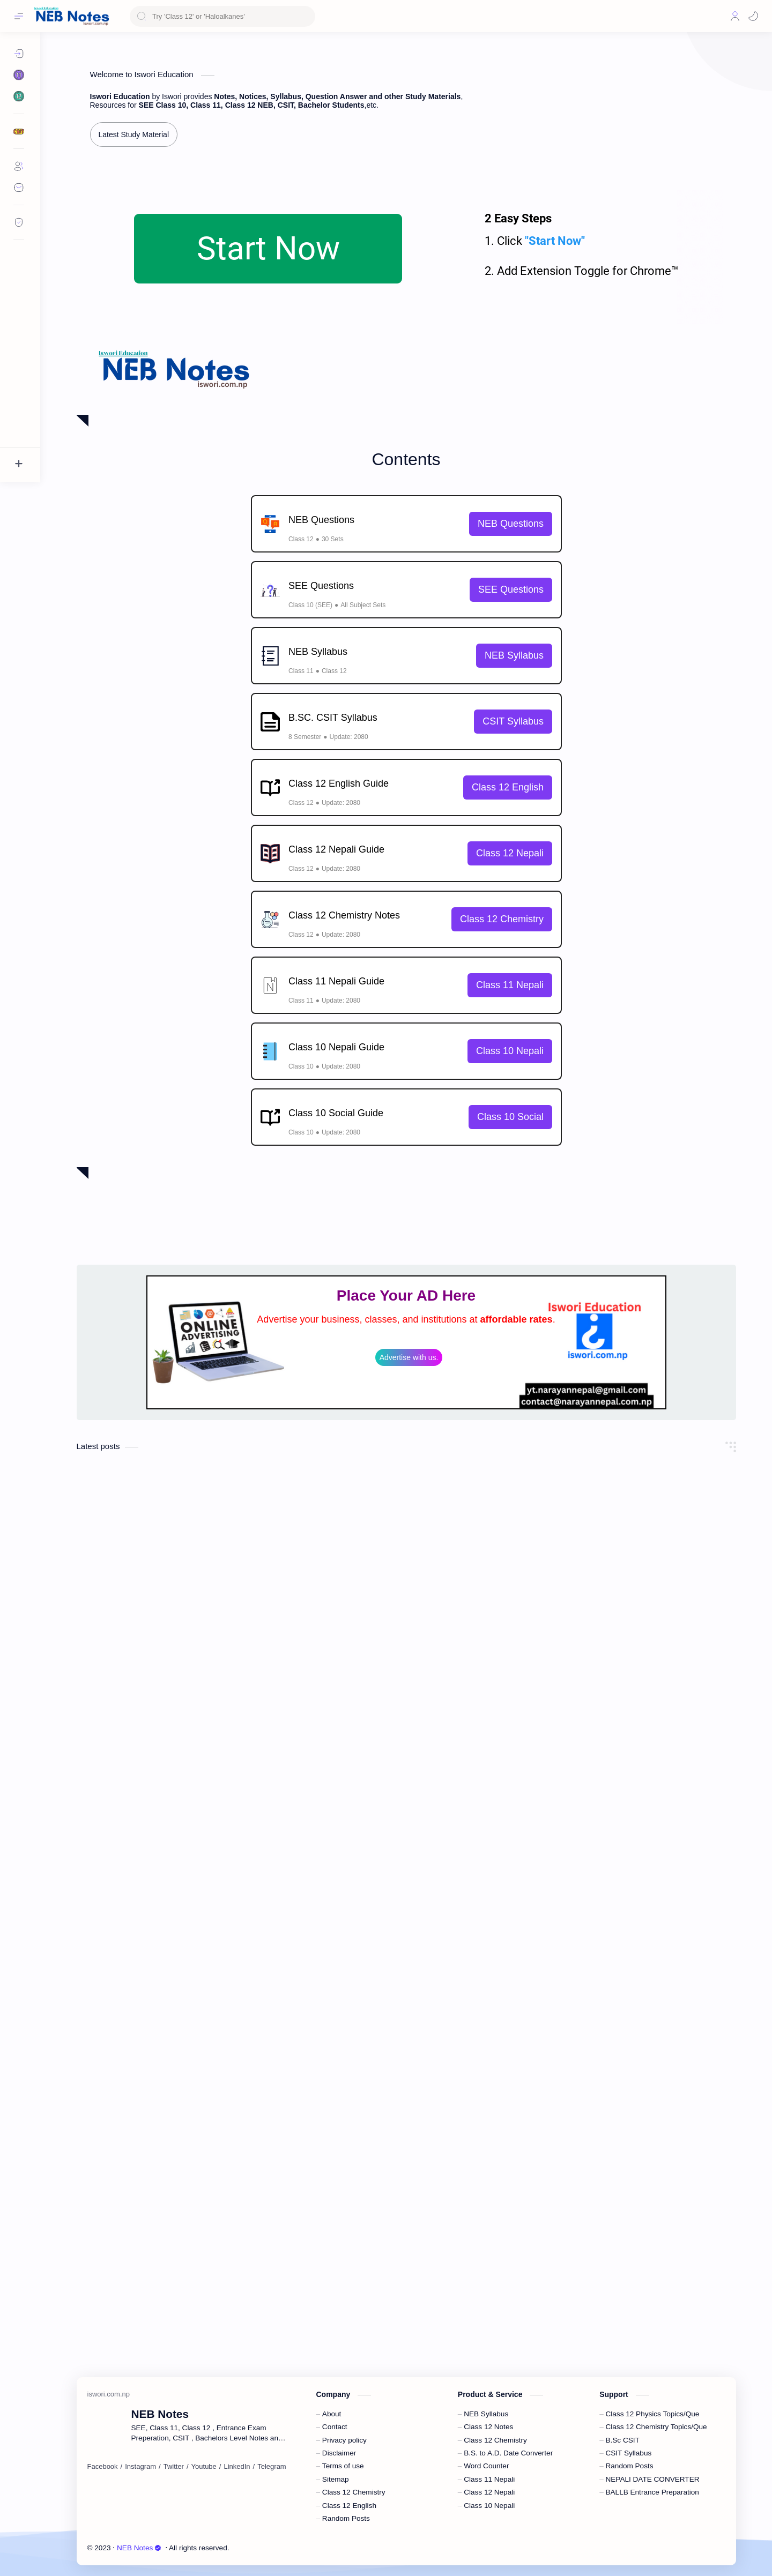 Iswori Education
NEB Notes
iswori.com.np
Try 'Class 12' or 'Haloalkanes'
Welcome to Iswori Education
Iswori Education by Iswori provides Notes, Notices, Syllabus, Question Answer and other Study Materials,
Resources for SEE Class 10, Class 11, Class 12 NEB, CSIT, Bachelor Students,etc.
Latest Study Material
Start Now
2 Easy Steps
1. Click "Start Now"
2. Add Extension Toggle for Chrome™
Iswori Education
NEB Notes
iswori.com.np
Contents
NEB Questions
Class 12 ● 30 Sets
NEB Questions
SEE Questions
Class 10 (SEE) ● All Subject Sets
SEE Questions
NEB Syllabus
Class 11 ● Class 12
NEB Syllabus
B.SC. CSIT Syllabus
8 Semester ● Update: 2080
CSIT Syllabus
Class 12 English Guide
Class 12 ● Update: 2080
Class 12 English
Class 12 Nepali Guide
Class 12 ● Update: 2080
Class 12 Nepali
Class 12 Chemistry Notes
Class 12 ● Update: 2080
Class 12 Chemistry
Class 11 Nepali Guide
Class 11 ● Update: 2080
Class 11 Nepali
Class 10 Nepali Guide
Class 10 ● Update: 2080
Class 10 Nepali
Class 10 Social Guide
Class 10 ● Update: 2080
Class 10 Social
Place Your AD Here
Advertise your business, classes, and institutions at affordable rates.
Advertise with us.
ONLINE
ADVERTISING
Iswori Education
iswori.com.np
yt.narayannepal@gmail.com
contact@narayannepal.com.np
Latest posts
iswori.com.np
NEB Notes
SEE, Class 11, Class 12 , Entrance Exam
Preperation, CSIT , Bachelors Level Notes an…
Facebook / Instagram / Twitter / Youtube / LinkedIn / Telegram
Company
About
Contact
Privacy policy
Disclaimer
Terms of use
Sitemap
Class 12 Chemistry
Class 12 English
Random Posts
Product & Service
NEB Syllabus
Class 12 Notes
Class 12 Chemistry
B.S. to A.D. Date Converter
Word Counter
Class 11 Nepali
Class 12 Nepali
Class 10 Nepali
Support
Class 12 Physics Topics/Que
Class 12 Chemistry Topics/Que
B.Sc CSIT
CSIT Syllabus
Random Posts
NEPALI DATE CONVERTER
BALLB Entrance Preparation
© 2023 ‧ NEB Notes ‧ All rights reserved.